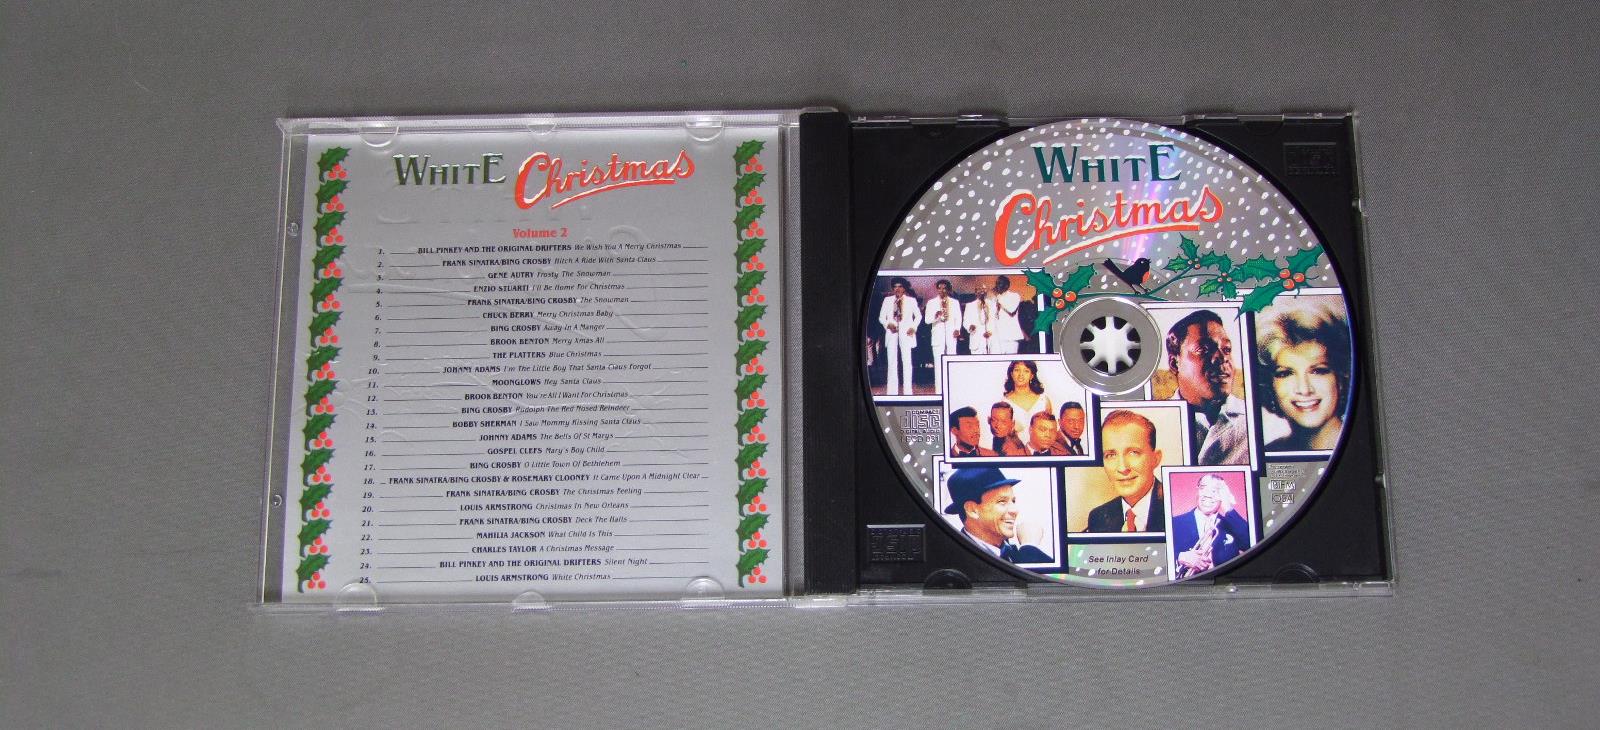 WHITE Christmas
Volume 2
1. BILL PINKEY AND THE ORIGINAL DRIFTERS We Wish You A Merry Christmas
2. FRANK SINATRA/BING CROSBY Hitch A Ride With Santa Claus
3. GENE AUTRY Frosty The Snowman
4. ENZIO STUARTI I'll Be Home For Christmas
5. FRANK SINATRA/BING CROSBY The Snowman
6. CHUCK BERRY Merry Christmas Baby
7. BING CROSBY Away In A Manger
8. BROOK BENTON Merry Xmas All
9. THE PLATTERS Blue Christmas
10. JOHNNY ADAMS I'm The Little Boy That Santa Claus Forgot
11. MOONGLOWS Hey Santa Claus
12. BROOK BENTON You're All I Want For Christmas
13. BING CROSBY Rudolph The Red Nosed Reindeer
14. BOBBY SHERMAN I Saw Mommy Kissing Santa Claus
15. JOHNNY ADAMS The Bells Of St Marys
16. GOSPEL CLEFS Mary's Boy Child
17. BING CROSBY O Little Town Of Bethlehem
18. FRANK SINATRA/BING CROSBY & ROSEMARY CLOONEY It Came Upon A Midnight Clear
19. FRANK SINATRA/BING CROSBY The Christmas Feeling
20. LOUIS ARMSTRONG Christmas In New Orleans
21. FRANK SINATRA/BING CROSBY Deck The Halls
22. MAHILIA JACKSON What Child Is This
23. CHARLES TAYLOR A Christmas Message
24. BILL PINKEY AND THE ORIGINAL DRIFTERS Silent Night
25. LOUIS ARMSTRONG White Christmas
WHITE
Christmas
COMPACT
disc
DIGITAL AUDIO
See Inlay Card
for Details